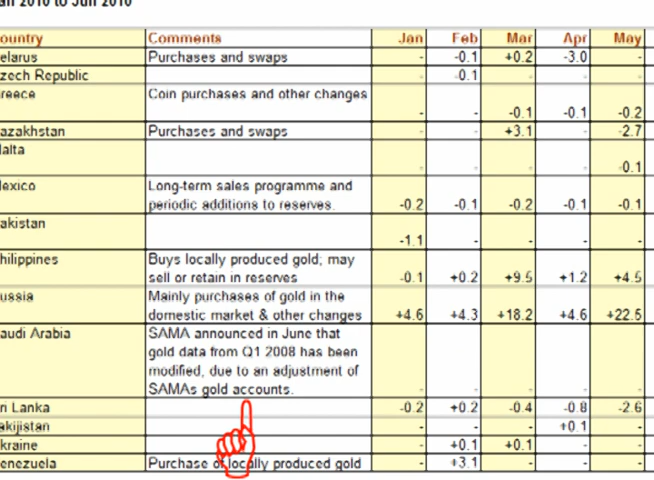 2010 to Jun 2010
ountry Comments Jan Feb Mar Apr May
elarus Purchases and swaps - -0.1 +0.2 -3.0 -
zech Republic - -0.1 - - -
reece Coin purchases and other changes - - -0.1 -0.1 -0.2
azakhstan Purchases and swaps - - +3.1 - -2.7
alta - - - - -0.1
exico Long-term sales programme and
periodic additions to reserves. -0.2 -0.1 -0.2 -0.1 -0.1
akistan -1.1 - - - -
hilippines Buys locally produced gold; may
sell or retain in reserves -0.1 +0.2 +9.5 +1.2 +4.5
ussia Mainly purchases of gold in the
domestic market & other changes +4.6 +4.3 +18.2 +4.6 +22.5
audi Arabia SAMA announced in June that
gold data from Q1 2008 has been
modified, due to an adjustment of
SAMAs gold accounts. - - - - -
ri Lanka -0.2 +0.2 -0.4 -0.8 -2.6
akijistan - - - +0.1 -
kraine - +0.1 +0.1 - -
enezuela Purchase of locally produced gold - +3.1 - - -